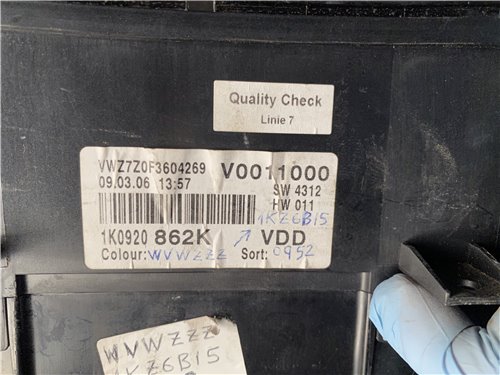 Quality Check
Linie 7
VWZ7Z0F3604269 V0011000
09.03.06 13:57 SW 4312
HW 011
1KZ6B15
1K0920 862K ↗ VDD
Colour: WVWZZZ Sort: 0952
WVWZZZ
1KZ6B15